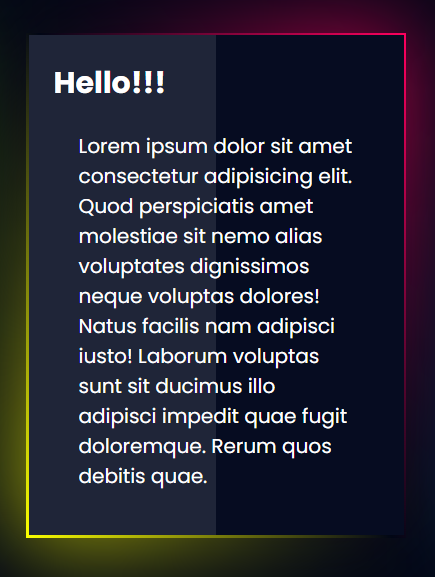 Hello!!!
Lorem ipsum dolor sit amet
consectetur adipisicing elit.
Quod perspiciatis amet
molestiae sit nemo alias
voluptates dignissimos
neque voluptas dolores!
Natus facilis nam adipisci
iusto! Laborum voluptas
sunt sit ducimus illo
adipisci impedit quae fugit
doloremque. Rerum quos
debitis quae.